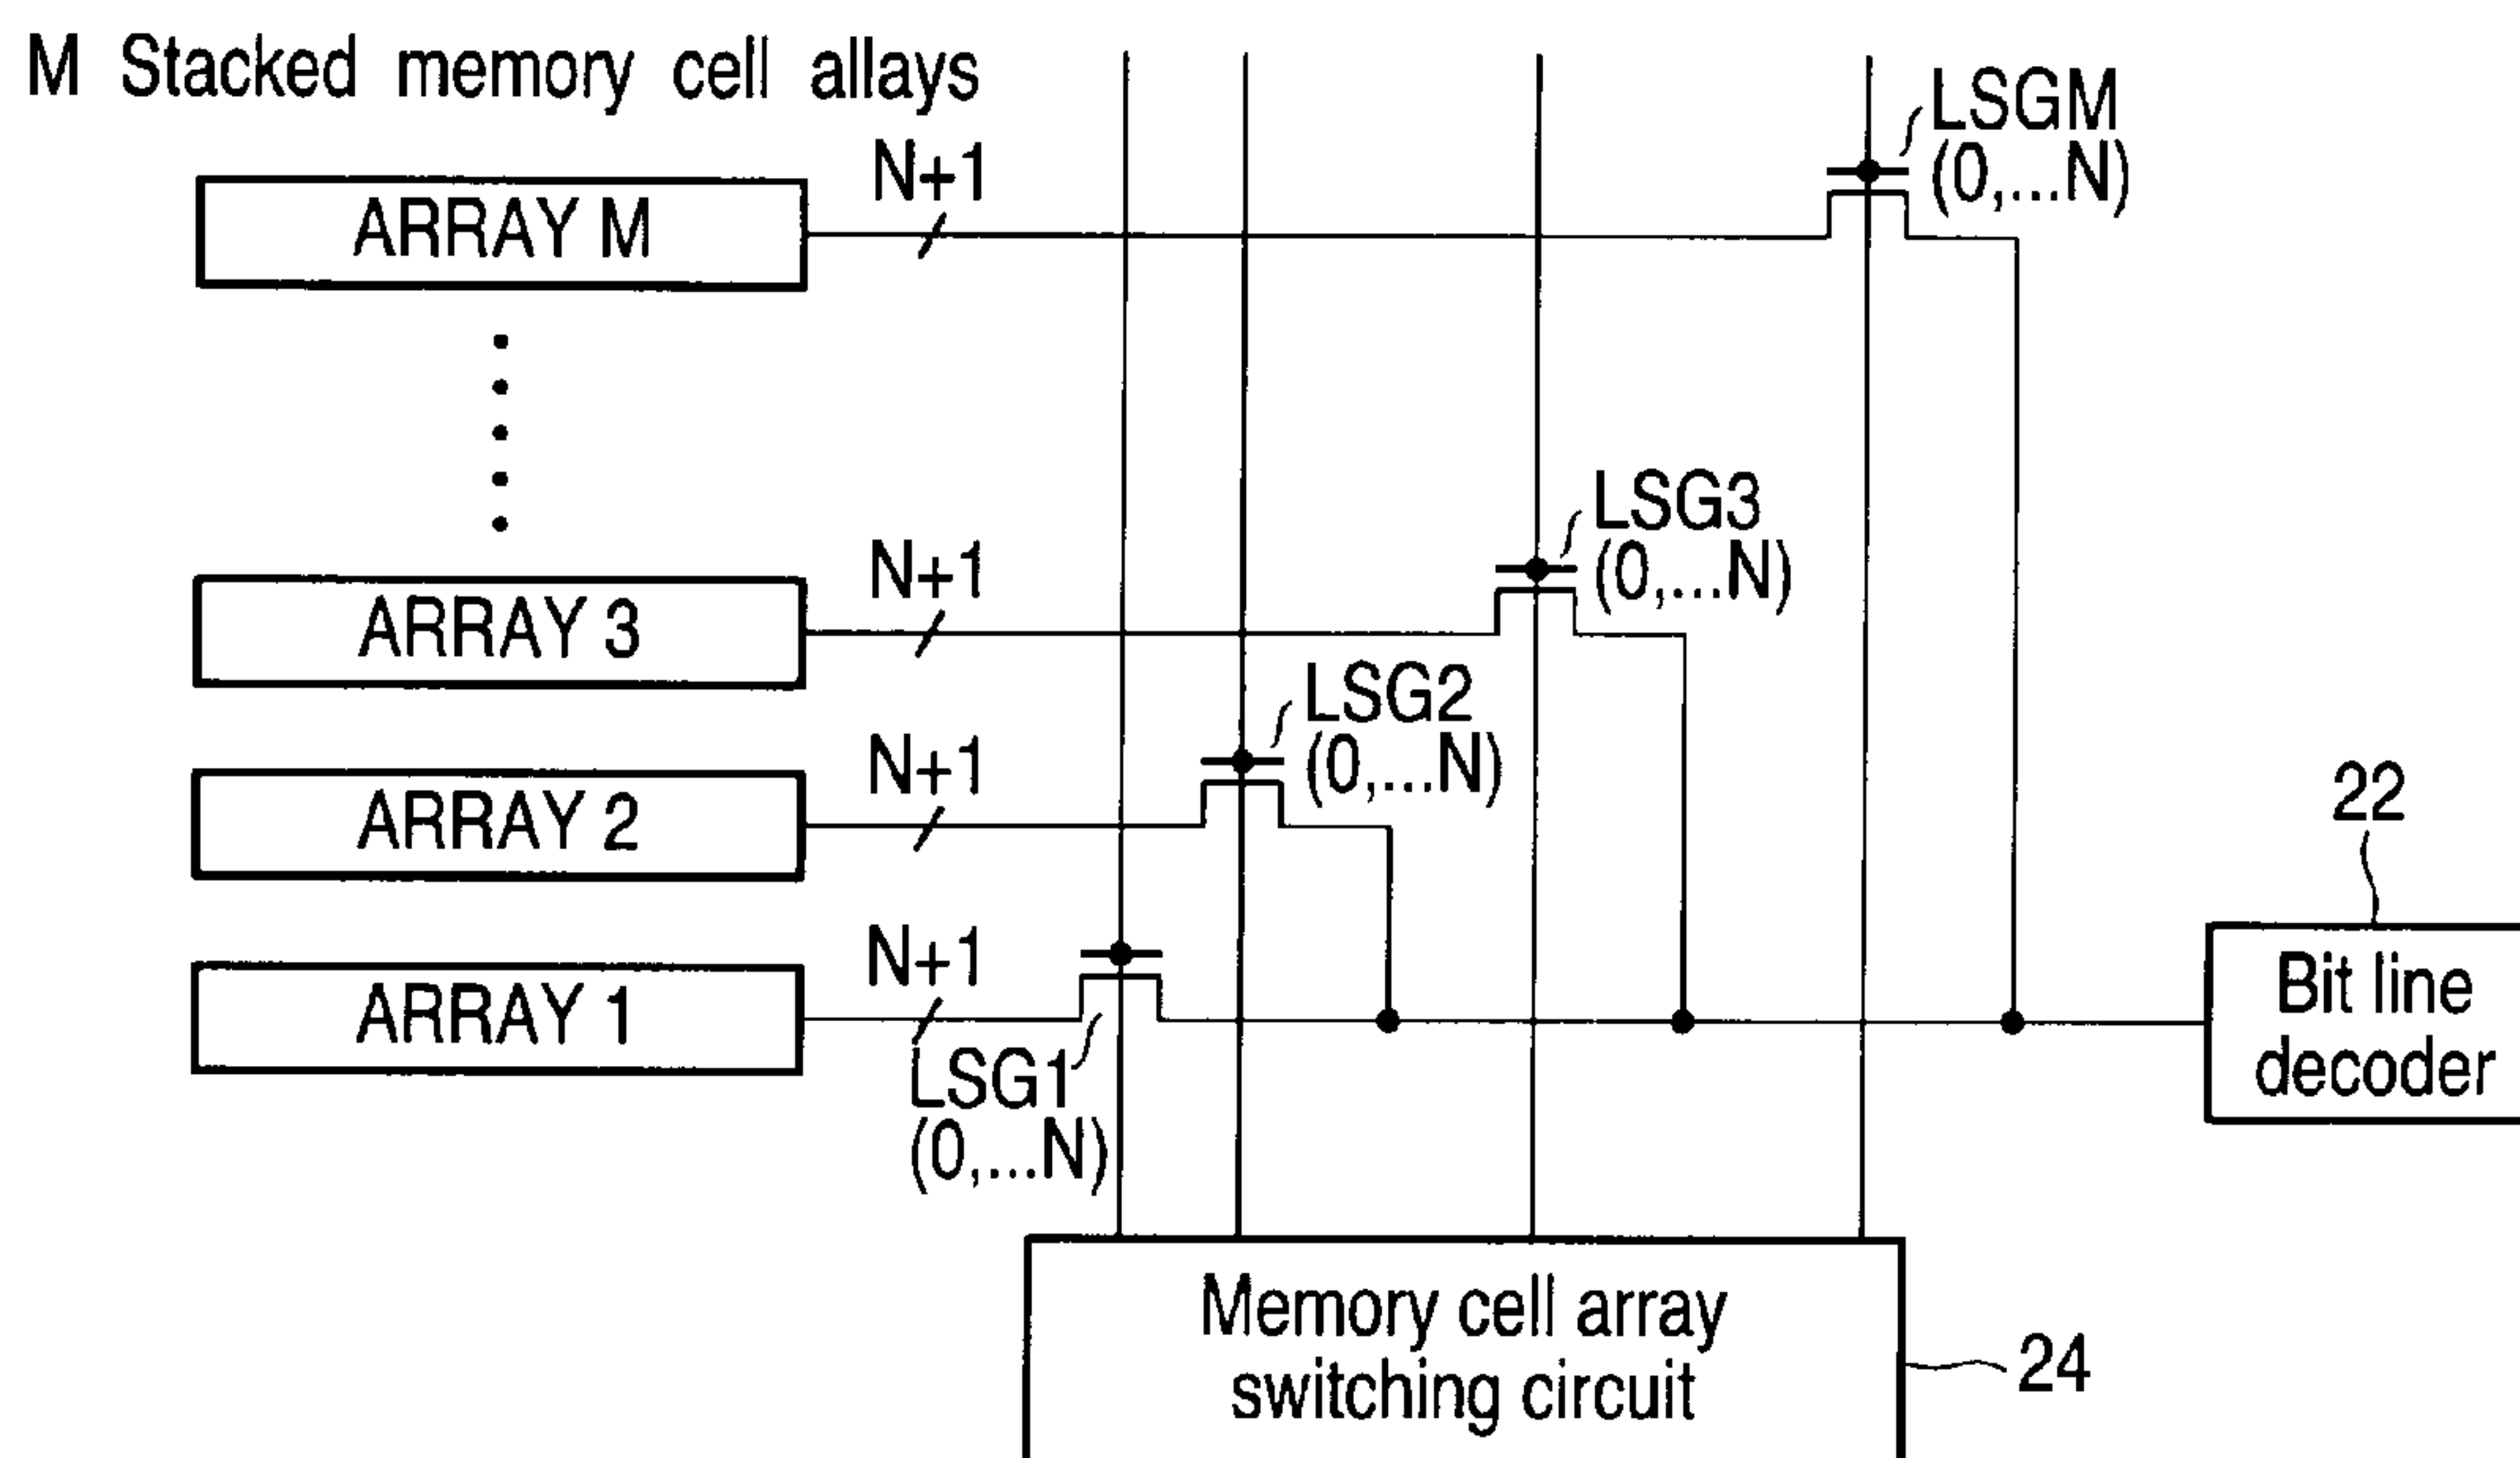 M Stacked memory cell allays
LSGM
(0,...N)
N+1
ARRAY M
LSG3
(0,...N)
N+1
ARRAY 3
LSG2
(0,...N)
N+1
ARRAY 2
22
N+1
ARRAY 1
Bit line
decoder
LSG1
(0,...N)
Memory cell array
switching circuit
24